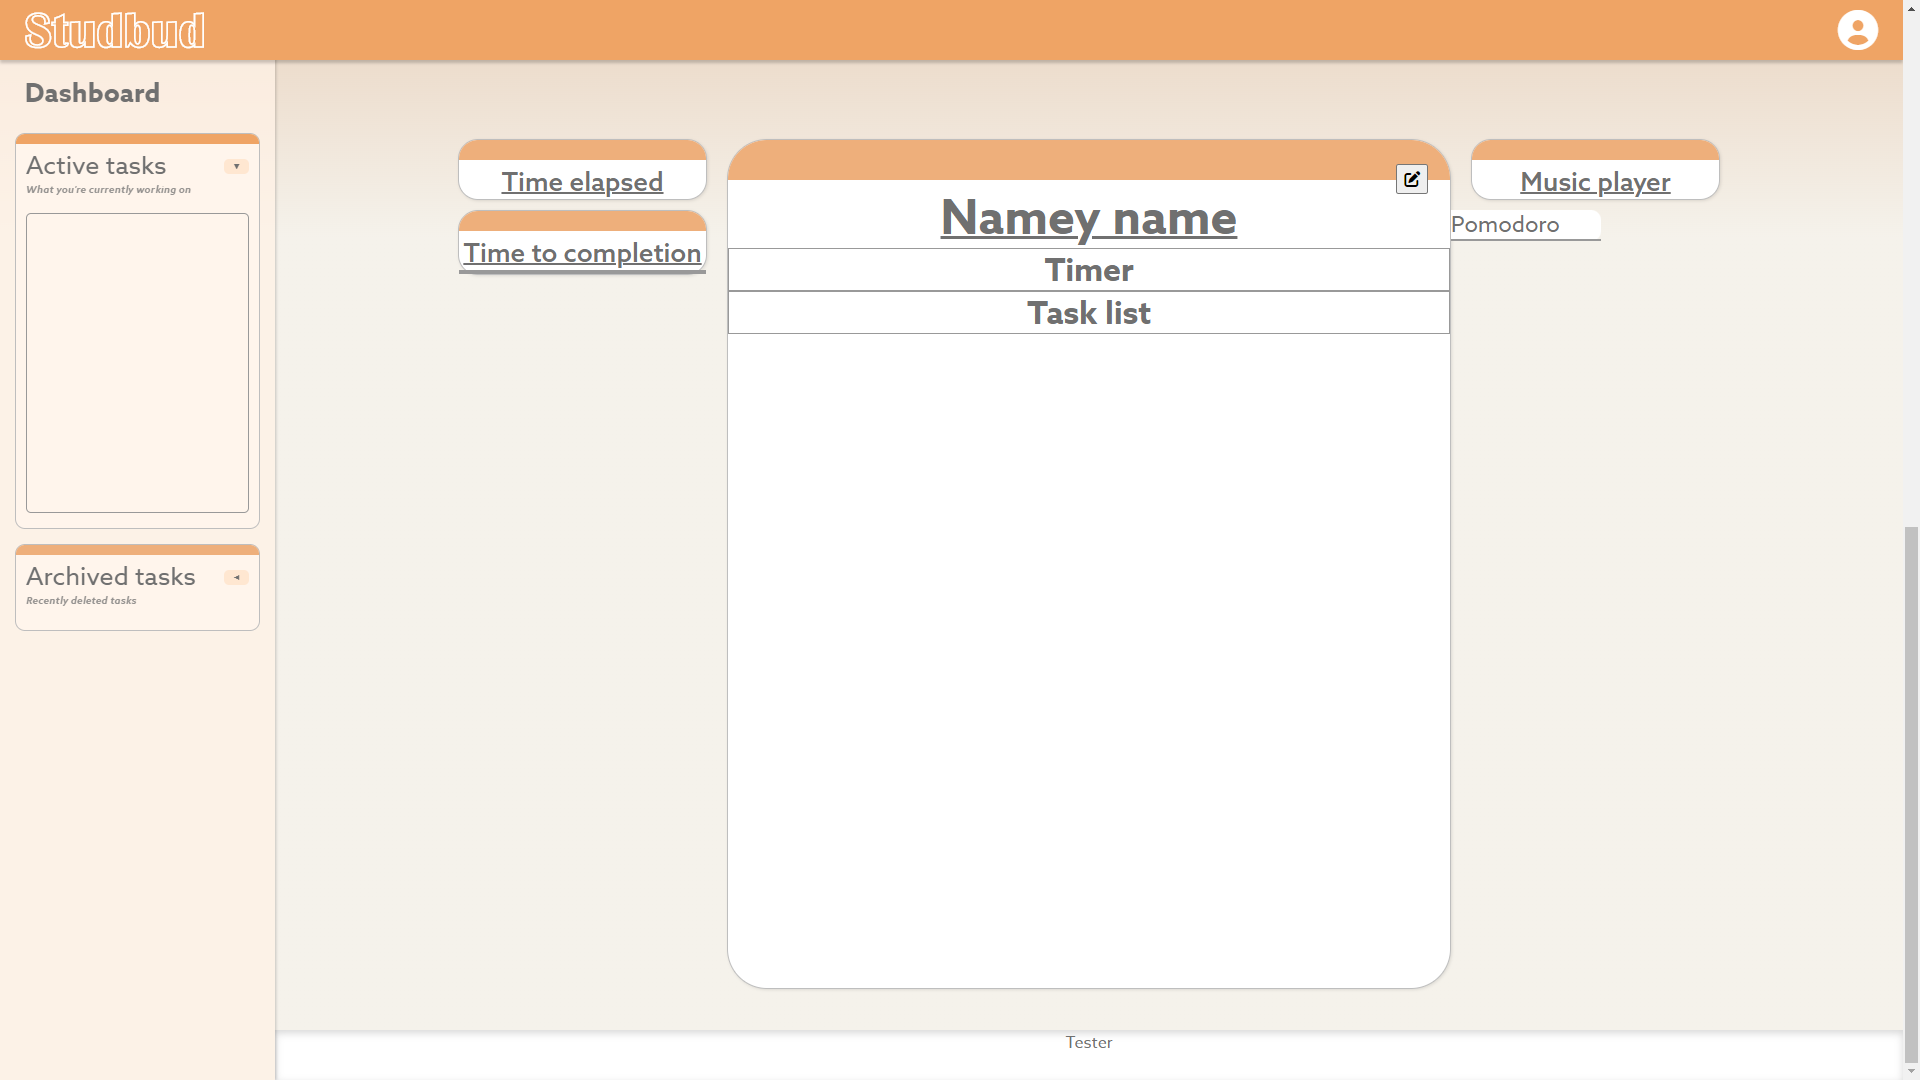 Studbud
Dashboard
Active tasks
What you're currently working on
Archived tasks
Recently deleted tasks
Time elapsed
Time to completion
Namey name
Timer
Task list
Music player
Pomodoro
Tester